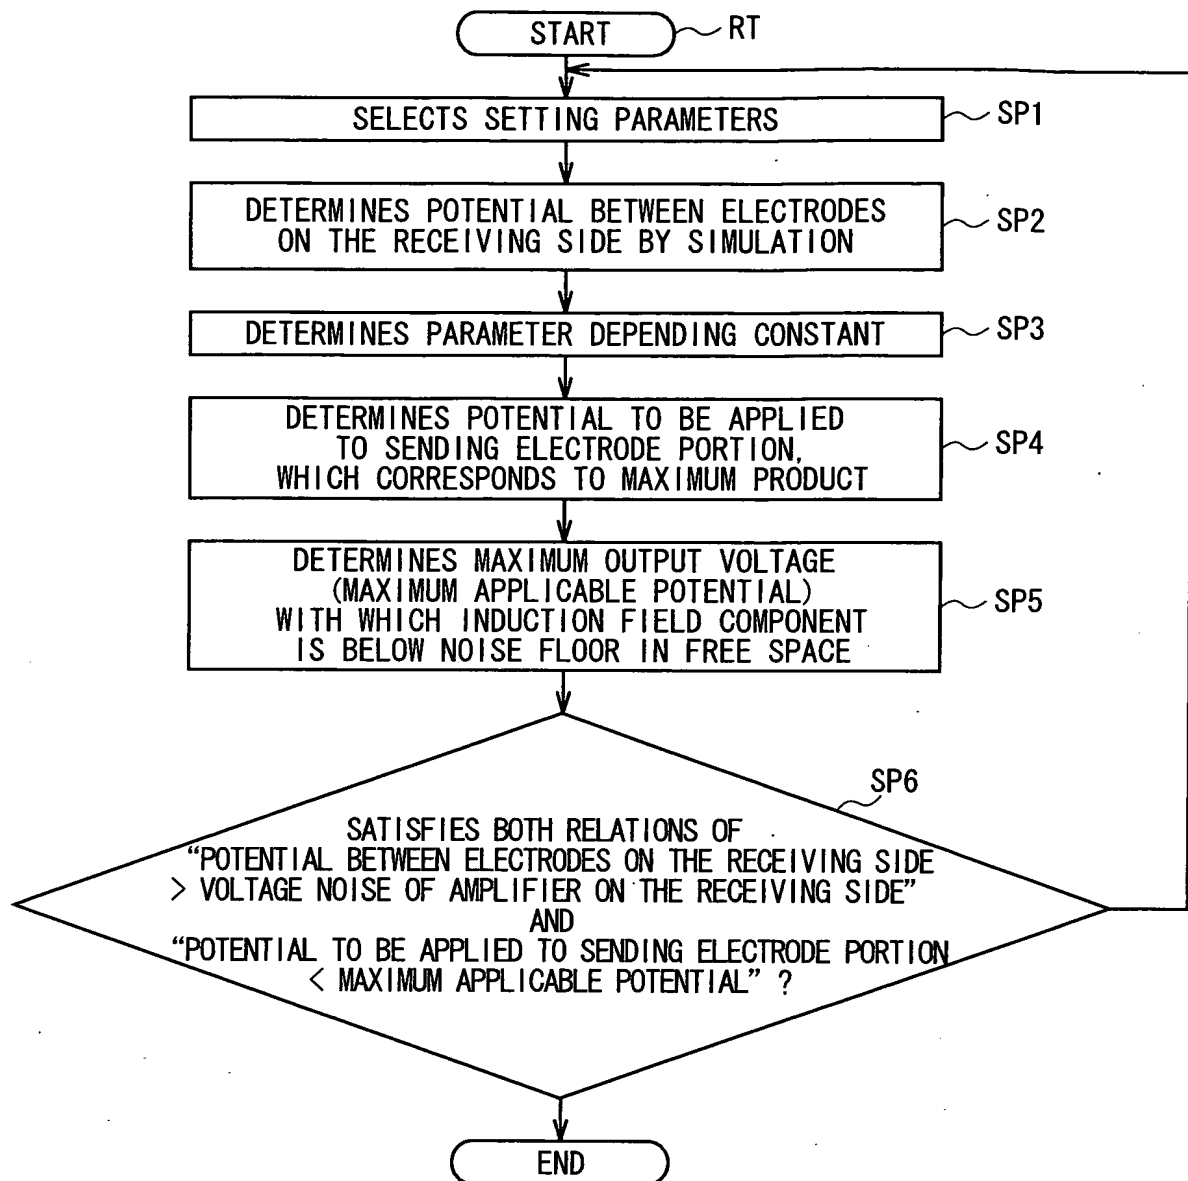 START
RT
SELECTS SETTING PARAMETERS
SP1
DETERMINES POTENTIAL BETWEEN ELECTRODES
ON THE RECEIVING SIDE BY SIMULATION
SP2
DETERMINES PARAMETER DEPENDING CONSTANT
SP3
DETERMINES POTENTIAL TO BE APPLIED
TO SENDING ELECTRODE PORTION,
WHICH CORRESPONDS TO MAXIMUM PRODUCT
SP4
DETERMINES MAXIMUM OUTPUT VOLTAGE
(MAXIMUM APPLICABLE POTENTIAL)
WITH WHICH INDUCTION FIELD COMPONENT
IS BELOW NOISE FLOOR IN FREE SPACE
SP5
SP6
SATISFIES BOTH RELATIONS OF
“POTENTIAL BETWEEN ELECTRODES ON THE RECEIVING SIDE
> VOLTAGE NOISE OF AMPLIFIER ON THE RECEIVING SIDE”
AND
“POTENTIAL TO BE APPLIED TO SENDING ELECTRODE PORTION
< MAXIMUM APPLICABLE POTENTIAL” ?
END